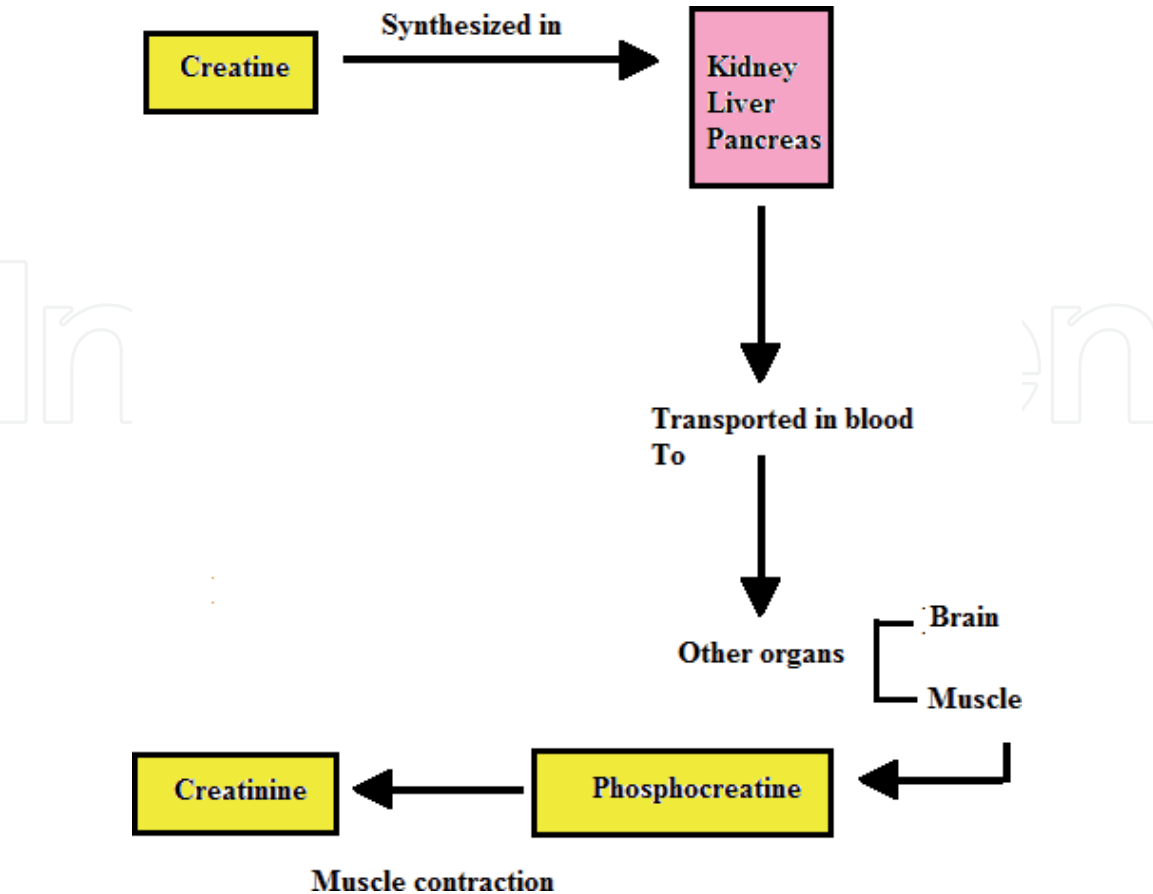 Synthesized in
Creatine
Kidney
Liver
Pancreas
Transported in blood
To
Other organs
Brain
Muscle
Phosphocreatine
Creatinine
Muscle contraction